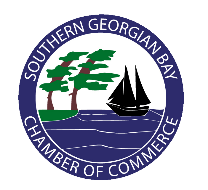 SOUTHERN GEORGIAN BAY
CHAMBER OF COMMERCE